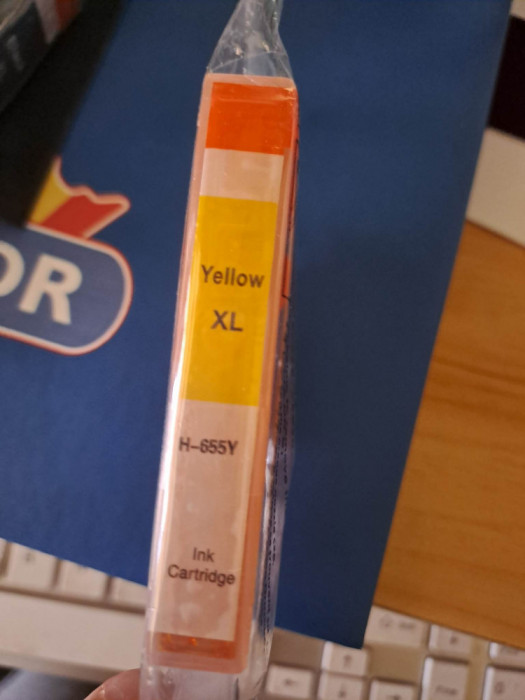 OR
Yellow
XL
H-655Y
Ink
Cartridge